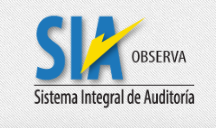 SIA OBSERVA
Sistema Integral de Auditoría